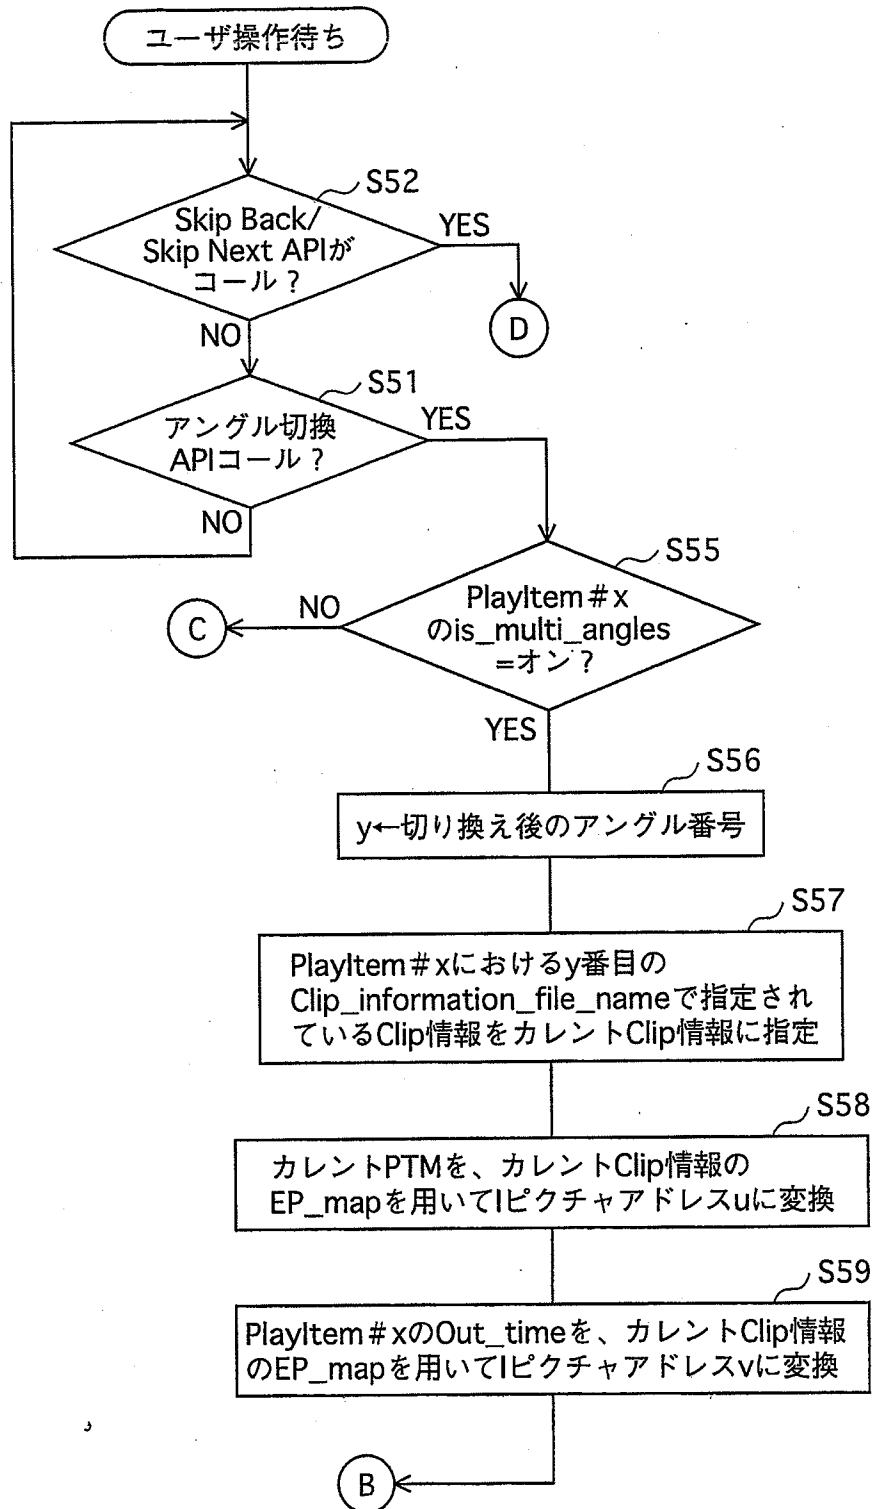 ユーザ操作待ち
S52
Skip Back/
Skip Next APIが
コール？
YES
D
NO
S51
アングル切換
APIコール？
YES
NO
S55
PlayItem＃x
のis_multi_angles
=オン？
NO
C
YES
S56
y←切り換え後のアングル番号
S57
PlayItem＃xにおけるy番目の
Clip_information_file_nameで指定され
ているClip情報をカレントClip情報に指定
S58
カレントPTMを、カレントClip情報の
EP_mapを用いてIピクチャアドレスuに変換
S59
PlayItem＃xのOut_timeを、カレントClip情報
のEP_mapを用いてIピクチャアドレスvに変換
B